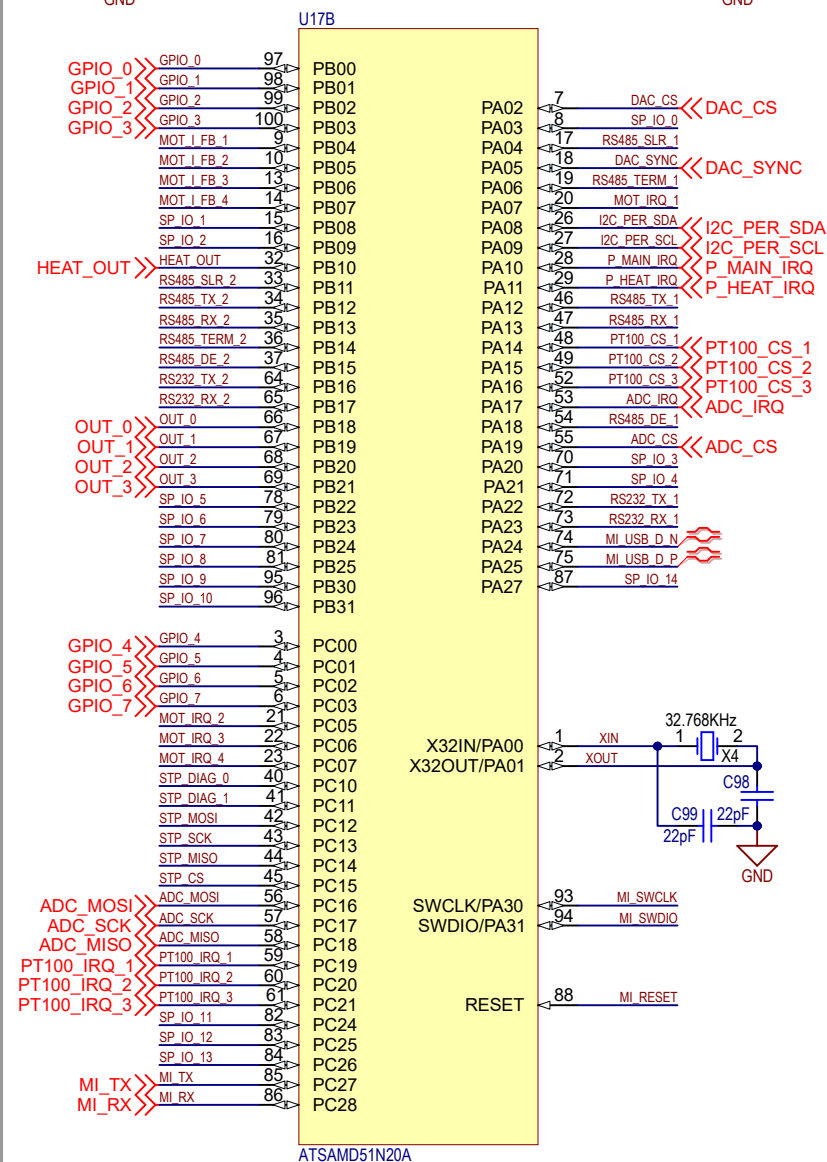 GND GND
U17B
GPIO_0 GPIO_0 97 PB00
GPIO_1 GPIO_1 98 PB01
GPIO_2 GPIO_2 99 PB02
GPIO_3 GPIO_3 100 PB03
MOT_I_FB_1 9 PB04
MOT_I_FB_2 10 PB05
MOT_I_FB_3 13 PB06
MOT_I_FB_4 14 PB07
SP_IO_1 15 PB08
SP_IO_2 16 PB09
HEAT_OUT HEAT_OUT 32 PB10
RS485_SLR_2 33 PB11
RS485_TX_2 34 PB12
RS485_RX_2 35 PB13
RS485_TERM_2 36 PB14
RS485_DE_2 37 PB15
RS232_TX_2 64 PB16
RS232_RX_2 65 PB17
OUT_0 OUT_0 66 PB18
OUT_1 OUT_1 67 PB19
OUT_2 OUT_2 68 PB20
OUT_3 OUT_3 69 PB21
SP_IO_5 78 PB22
SP_IO_6 79 PB23
SP_IO_7 80 PB24
SP_IO_8 81 PB25
SP_IO_9 95 PB30
SP_IO_10 96 PB31
GPIO_4 GPIO_4 3 PC00
GPIO_5 GPIO_5 4 PC01
GPIO_6 GPIO_6 5 PC02
GPIO_7 GPIO_7 6 PC03
MOT_IRQ_2 21 PC05
MOT_IRQ_3 22 PC06
MOT_IRQ_4 23 PC07
STP_DIAG_0 40 PC10
STP_DIAG_1 41 PC11
STP_MOSI 42 PC12
STP_SCK 43 PC13
STP_MISO 44 PC14
STP_CS 45 PC15
ADC_MOSI ADC_MOSI 56 PC16
ADC_SCK ADC_SCK 57 PC17
ADC_MISO ADC_MISO 58 PC18
PT100_IRQ_1 PT100_IRQ_1 59 PC19
PT100_IRQ_2 PT100_IRQ_2 60 PC20
PT100_IRQ_3 PT100_IRQ_3 61 PC21
SP_IO_11 82 PC24
SP_IO_12 83 PC25
SP_IO_13 84 PC26
MI_TX MI_TX 85 PC27
MI_RX MI_RX 86 PC28
PA02 7 DAC_CS DAC_CS
PA03 8 SP_IO_0
PA04 17 RS485_SLR_1
PA05 18 DAC_SYNC DAC_SYNC
PA06 19 RS485_TERM_1
PA07 20 MOT_IRQ_1
PA08 26 I2C_PER_SDA I2C_PER_SDA
PA09 27 I2C_PER_SCL I2C_PER_SCL
PA10 28 P_MAIN_IRQ P_MAIN_IRQ
PA11 29 P_HEAT_IRQ P_HEAT_IRQ
PA12 46 RS485_TX_1
PA13 47 RS485_RX_1
PA14 48 PT100_CS_1 PT100_CS_1
PA15 49 PT100_CS_2 PT100_CS_2
PA16 52 PT100_CS_3 PT100_CS_3
PA17 53 ADC_IRQ ADC_IRQ
PA18 54 RS485_DE_1
PA19 55 ADC_CS ADC_CS
PA20 70 SP_IO_3
PA21 71 SP_IO_4
PA22 72 RS232_TX_1
PA23 73 RS232_RX_1
PA24 74 MI_USB_D_N
PA25 75 MI_USB_D_P
PA27 87 SP_IO_14
32.768KHz
X32IN/PA00 1 XIN 1 2
X4
X32OUT/PA01 2 XOUT
C98
22pF
C99
22pF
GND
SWCLK/PA30 93 MI_SWCLK
SWDIO/PA31 94 MI_SWDIO
RESET 88 MI_RESET
ATSAMD51N20A